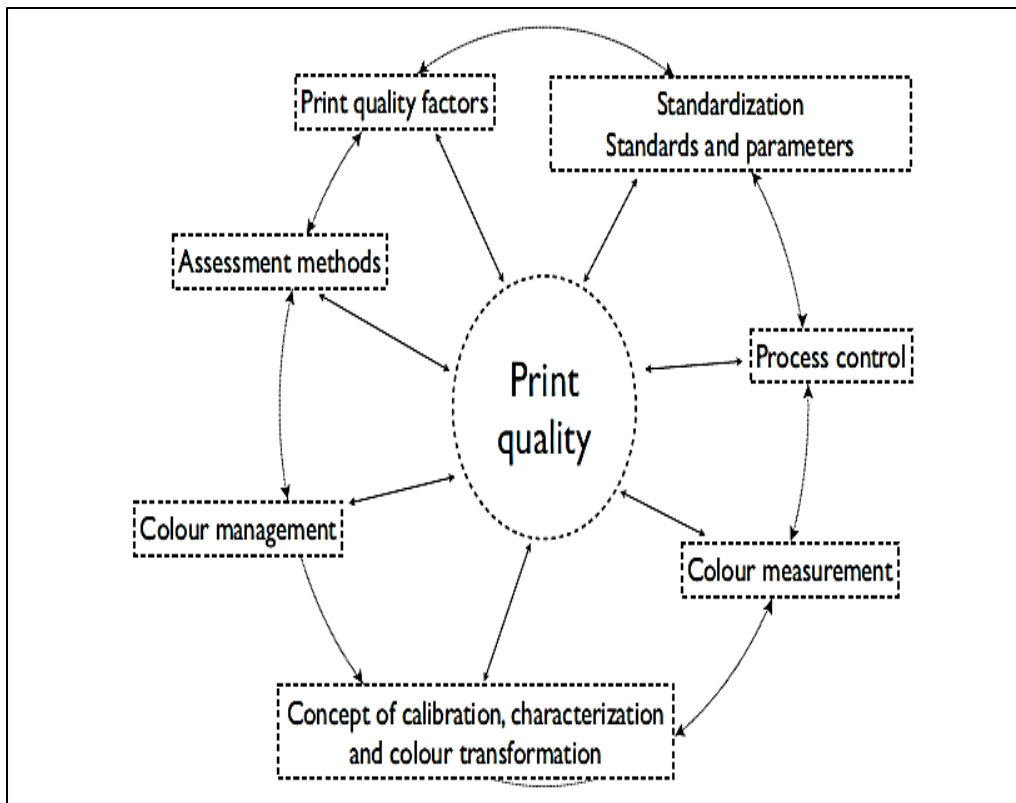 Print quality factors
Standardization
Standards and parameters
Assessment methods
Process control
Print
quality
Colour management
Colour measurement
Concept of calibration, characterization
and colour transformation